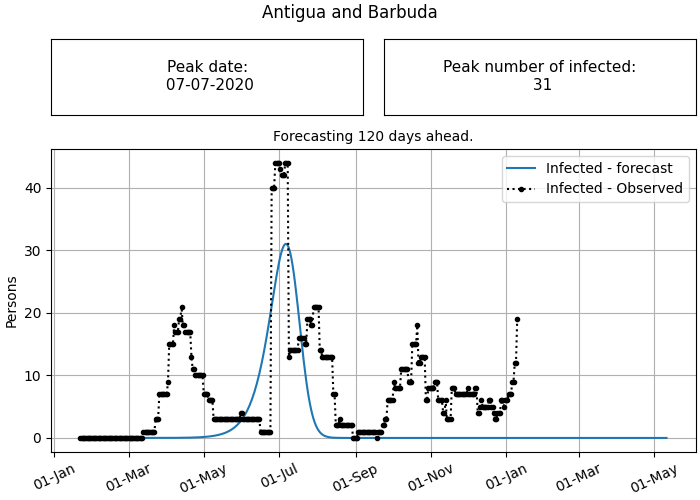 Antigua and Barbuda
Peak date:
07-07-2020
Peak number of infected:
31
Forecasting 120 days ahead.
Infected - forecast
Infected - Observed
Persons
40
30
20
10
0
01-Jan
01-Mar
01-May
01-Jul
01-Sep
01-Nov
01-Jan
01-Mar
01-May